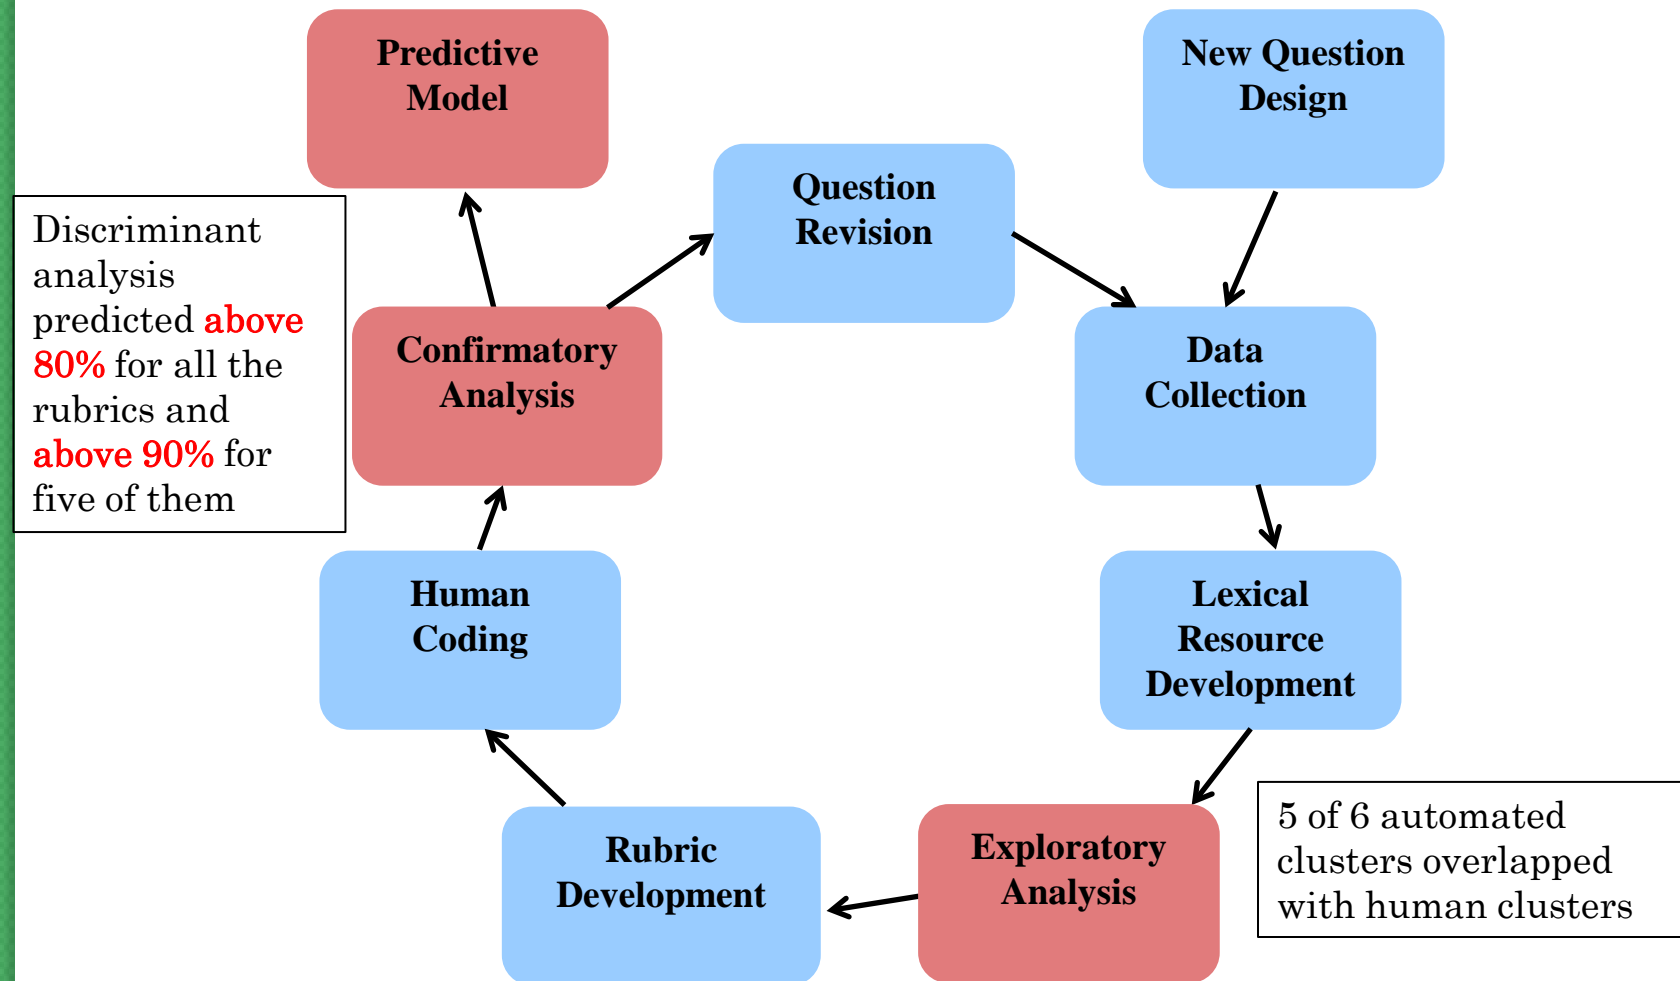 Predictive
Model
New Question
Design
Question
Revision
Discriminant
analysis
predicted above
80% for all the
rubrics and
above 90% for
five of them
Confirmatory
Analysis
Data
Collection
Human
Coding
Lexical
Resource
Development
Rubric
Development
Exploratory
Analysis
5 of 6 automated
clusters overlapped
with human clusters